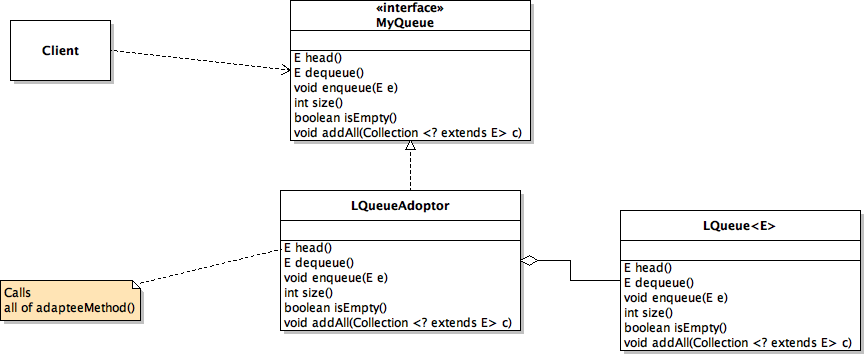 Client
«interface»
MyQueue
E head()
E dequeue()
void enqueue(E e)
int size()
boolean isEmpty()
void addAll(Collection <? extends E> c)
LQueueAdoptor
E head()
E dequeue()
void enqueue(E e)
int size()
boolean isEmpty()
void addAll(Collection <? extends E> c)
LQueue<E>
E head()
E dequeue()
void enqueue(E e)
int size()
boolean isEmpty()
void addAll(Collection <? extends E> c)
Calls
all of adapteeMethod()